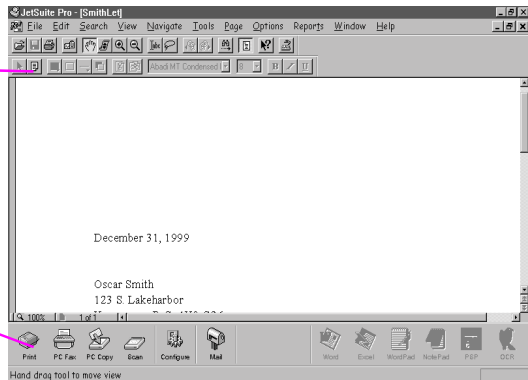 JetSuite Pro - [SmithLet]
File Edit Search View Navigate Tools Page Options Reports Window Help
Abadi MT Condensed 8 B I U
December 31, 1999
Oscar Smith
123 S. Lakeharbor
100% 1 of 1
Print PC Fax PC Copy Scan Configure Mail Word Excel WordPad NotePad PGP OCR
Hand drag tool to move view